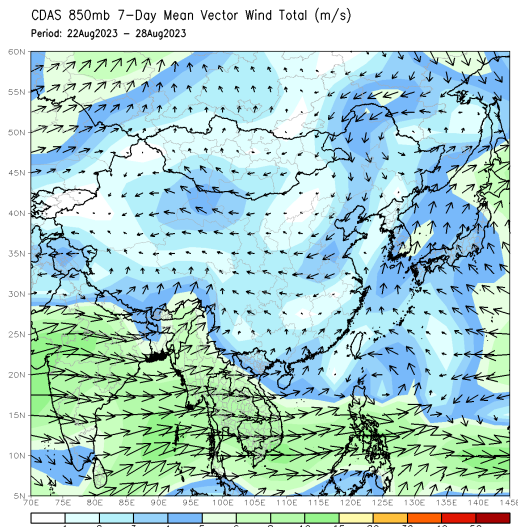 CDAS 850mb 7-Day Mean Vector Wind Total (m/s)
Period: 22Aug2023 - 28Aug2023
60N
55N
50N
45N
40N
35N
30N
25N
20N
15N
10N
5N
70E 75E 80E 85E 90E 95E 100E 105E 110E 115E 120E 125E 130E 135E 140E 145E